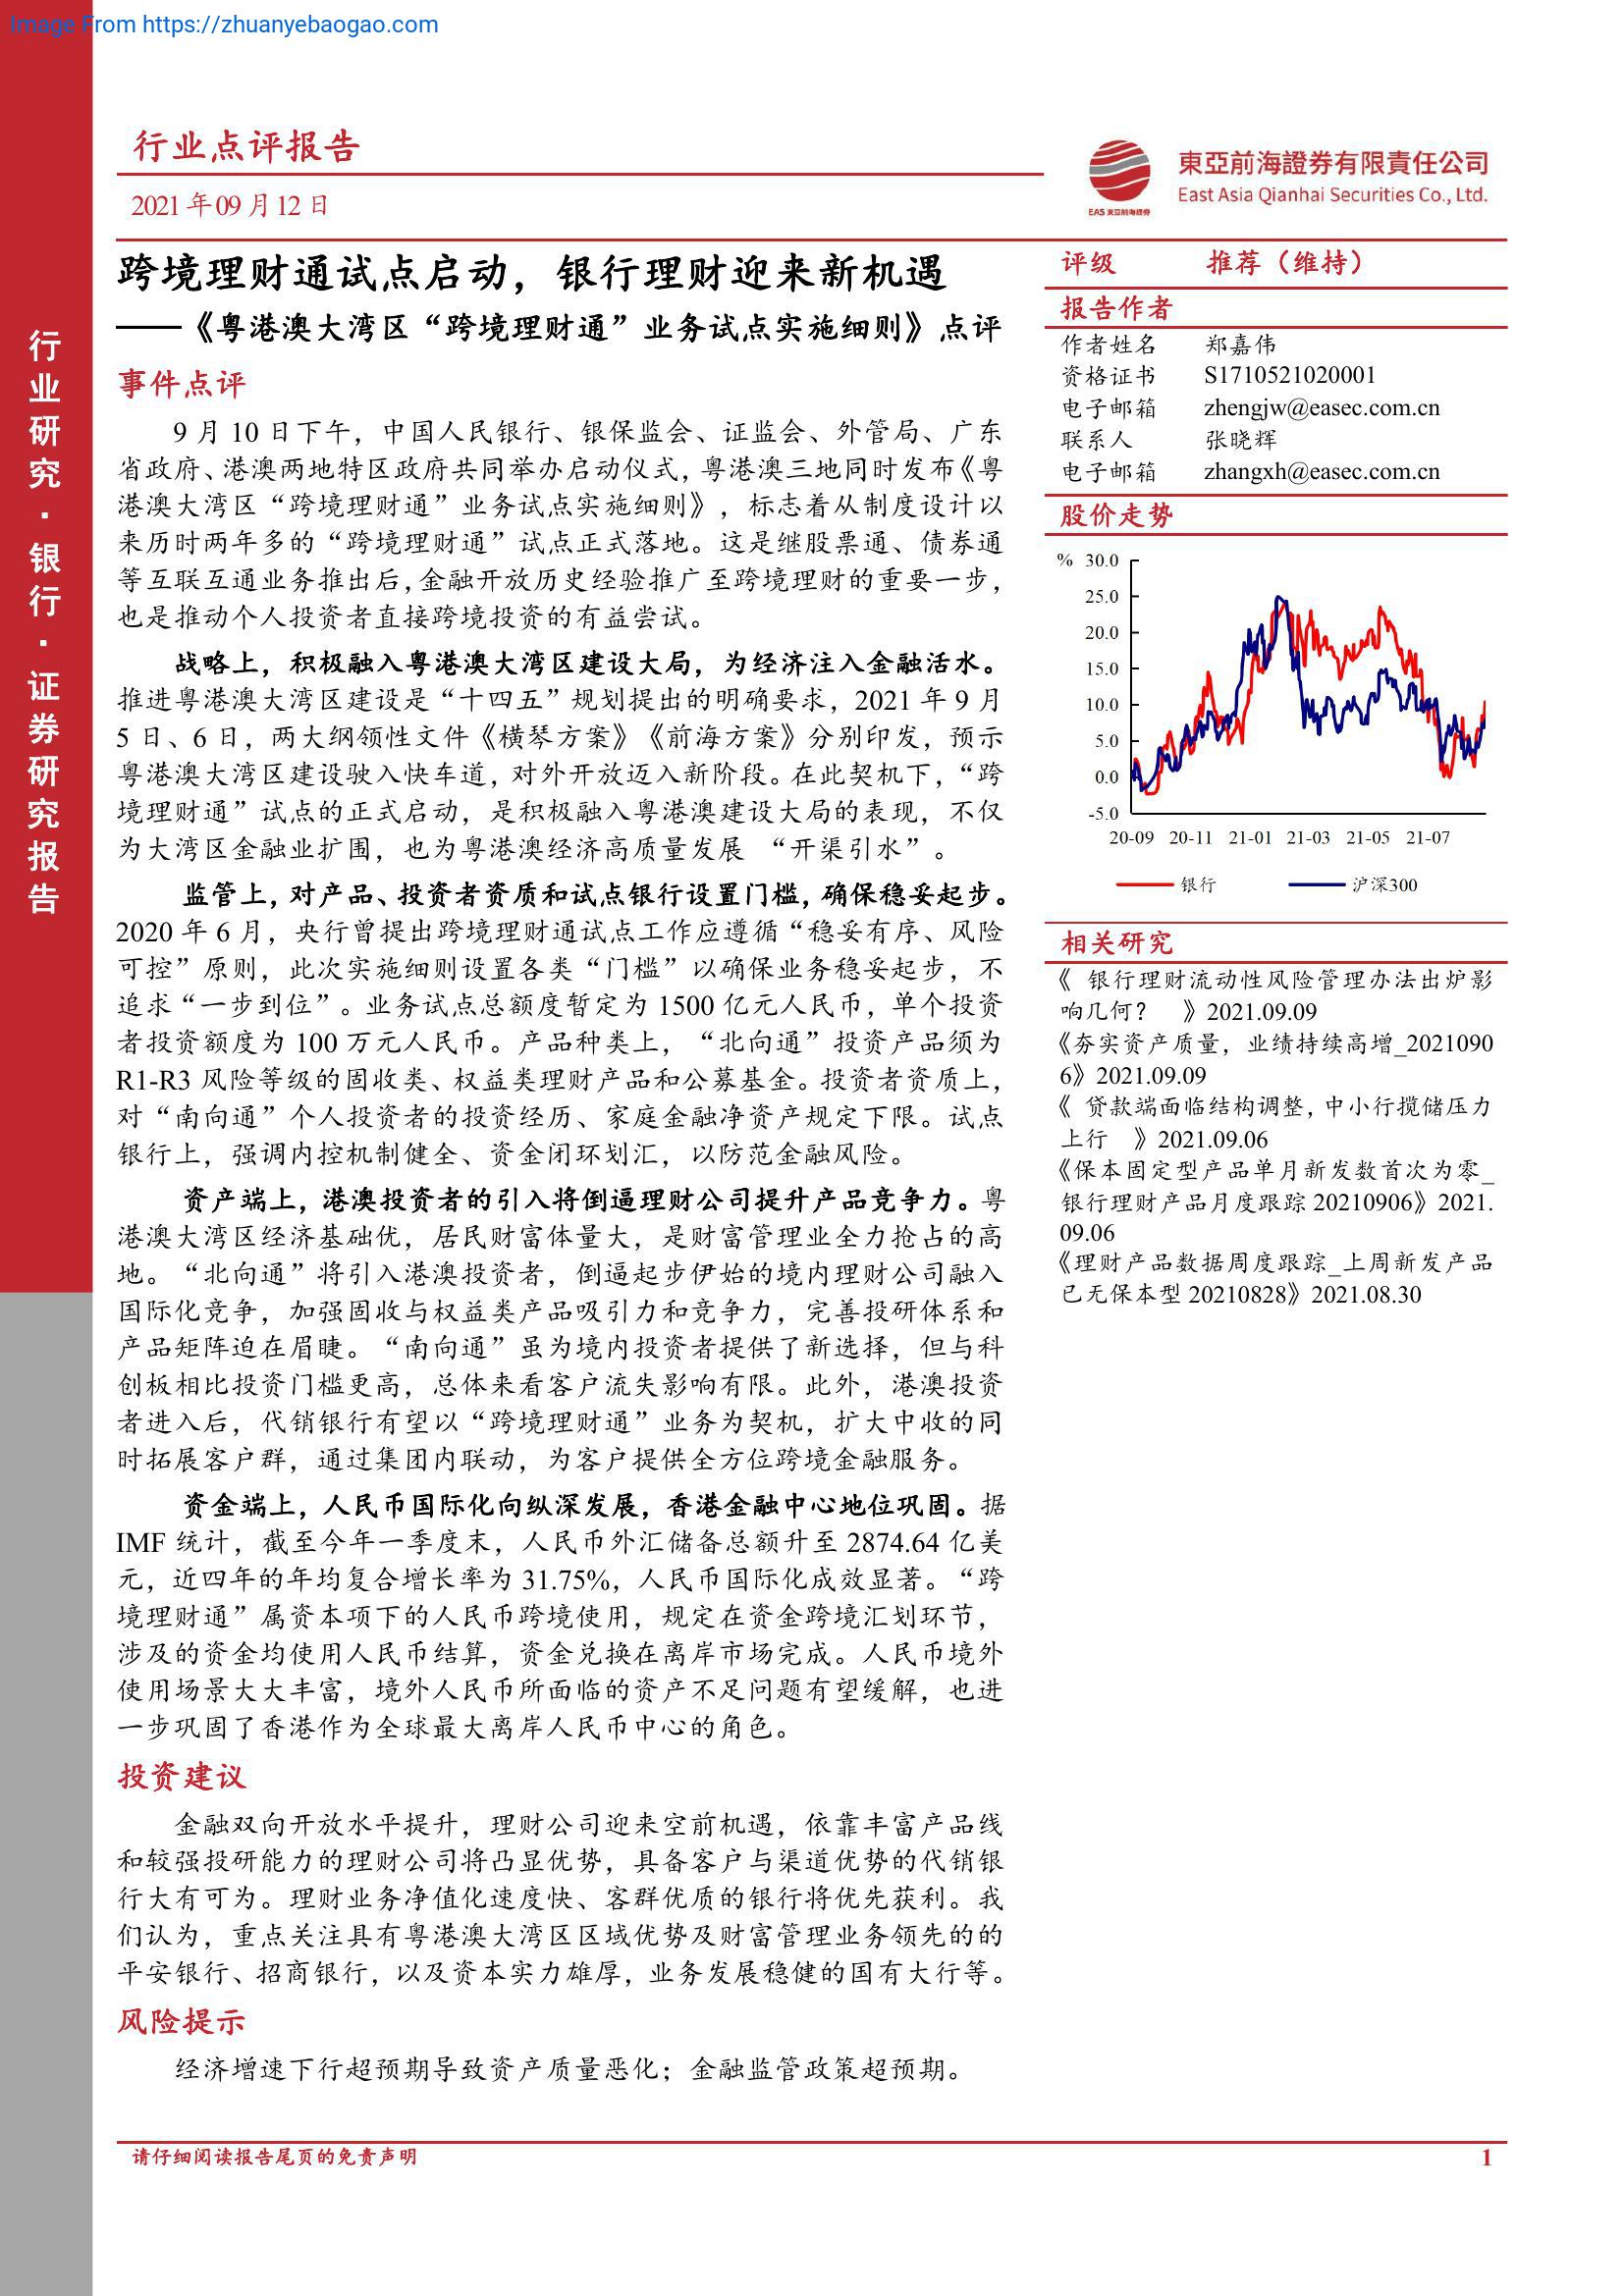 Image From https://zhuanyebaogao.com
行业研究·银行·证券研究报告
行业点评报告
2021年09月12日
EAS 東亞前海證券
東亞前海證券有限責任公司
East Asia Qianhai Securities Co., Ltd.
跨境理财通试点启动，银行理财迎来新机遇
——《粤港澳大湾区“跨境理财通”业务试点实施细则》点评
事件点评
9 月 10 日下午，中国人民银行、银保监会、证监会、外管局、广东
省政府、港澳两地特区政府共同举办启动仪式，粤港澳三地同时发布《粤
港澳大湾区“跨境理财通”业务试点实施细则》，标志着从制度设计以
来历时两年多的“跨境理财通”试点正式落地。这是继股票通、债券通
等互联互通业务推出后，金融开放历史经验推广至跨境理财的重要一步，
也是推动个人投资者直接跨境投资的有益尝试。
战略上，积极融入粤港澳大湾区建设大局，为经济注入金融活水。
推进粤港澳大湾区建设是“十四五”规划提出的明确要求，2021 年 9 月
5 日、6 日，两大纲领性文件《横琴方案》《前海方案》分别印发，预示
粤港澳大湾区建设驶入快车道，对外开放迈入新阶段。在此契机下，“跨
境理财通”试点的正式启动，是积极融入粤港澳建设大局的表现，不仅
为大湾区金融业扩围，也为粤港澳经济高质量发展 “开渠引水”。
监管上，对产品、投资者资质和试点银行设置门槛，确保稳妥起步。
2020 年 6 月，央行曾提出跨境理财通试点工作应遵循“稳妥有序、风险
可控”原则，此次实施细则设置各类“门槛”以确保业务稳妥起步，不
追求“一步到位”。业务试点总额度暂定为 1500 亿元人民币，单个投资
者投资额度为 100 万元人民币。产品种类上，“北向通”投资产品须为
R1-R3 风险等级的固收类、权益类理财产品和公募基金。投资者资质上，
对“南向通”个人投资者的投资经历、家庭金融净资产规定下限。试点
银行上，强调内控机制健全、资金闭环划汇，以防范金融风险。
资产端上，港澳投资者的引入将倒逼理财公司提升产品竞争力。粤
港澳大湾区经济基础优，居民财富体量大，是财富管理业全力抢占的高
地。“北向通”将引入港澳投资者，倒逼起步伊始的境内理财公司融入
国际化竞争，加强固收与权益类产品吸引力和竞争力，完善投研体系和
产品矩阵迫在眉睫。“南向通”虽为境内投资者提供了新选择，但与科
创板相比投资门槛更高，总体来看客户流失影响有限。此外，港澳投资
者进入后，代销银行有望以“跨境理财通”业务为契机，扩大中收的同
时拓展客户群，通过集团内联动，为客户提供全方位跨境金融服务。
资金端上，人民币国际化向纵深发展，香港金融中心地位巩固。据
IMF 统计，截至今年一季度末，人民币外汇储备总额升至 2874.64 亿美
元，近四年的年均复合增长率为 31.75%，人民币国际化成效显著。“跨
境理财通”属资本项下的人民币跨境使用，规定在资金跨境汇划环节，
涉及的资金均使用人民币结算，资金兑换在离岸市场完成。人民币境外
使用场景大大丰富，境外人民币所面临的资产不足问题有望缓解，也进
一步巩固了香港作为全球最大离岸人民币中心的角色。
投资建议
金融双向开放水平提升，理财公司迎来空前机遇，依靠丰富产品线
和较强投研能力的理财公司将凸显优势，具备客户与渠道优势的代销银
行大有可为。理财业务净值化速度快、客群优质的银行将优先获利。我
们认为，重点关注具有粤港澳大湾区区域优势及财富管理业务领先的的
平安银行、招商银行，以及资本实力雄厚，业务发展稳健的国有大行等。
风险提示
经济增速下行超预期导致资产质量恶化；金融监管政策超预期。
评级 推荐（维持）
报告作者
作者姓名 郑嘉伟
资格证书 S1710521020001
电子邮箱 zhengjw@easec.com.cn
联系人 张晓辉
电子邮箱 zhangxh@easec.com.cn
股价走势
% 30.0
25.0
20.0
15.0
10.0
5.0
0.0
-5.0
20-09 20-11 21-01 21-03 21-05 21-07
银行 沪深300
相关研究
《 银行理财流动性风险管理办法出炉影
响几何？ 》2021.09.09
《夯实资产质量，业绩持续高增_2021090
6》2021.09.09
《 贷款端面临结构调整，中小行揽储压力
上行 》2021.09.06
《保本固定型产品单月新发数首次为零_
银行理财产品月度跟踪 20210906》2021.
09.06
《理财产品数据周度跟踪_上周新发产品
已无保本型 20210828》2021.08.30
请仔细阅读报告尾页的免责声明
1